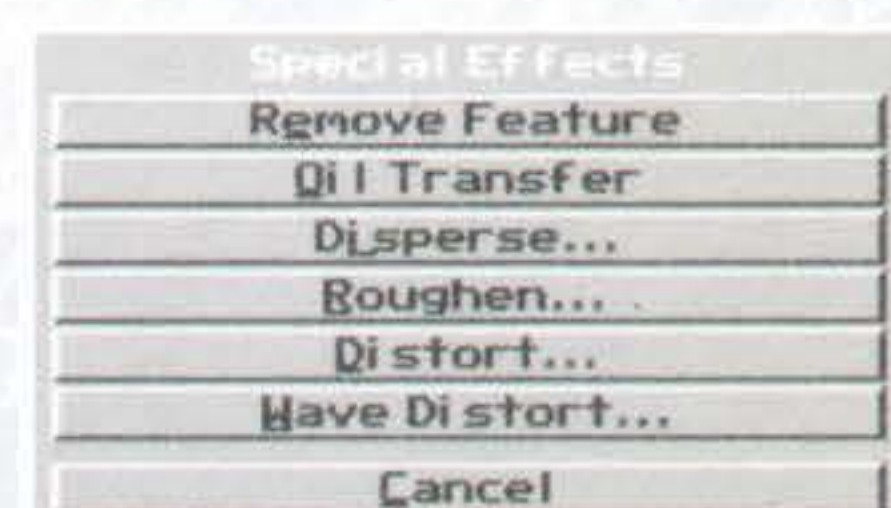 Special Effects
Remove Feature
Oil Transfer
Disperse...
Roughen...
Distort...
Wave Distort...
Cancel